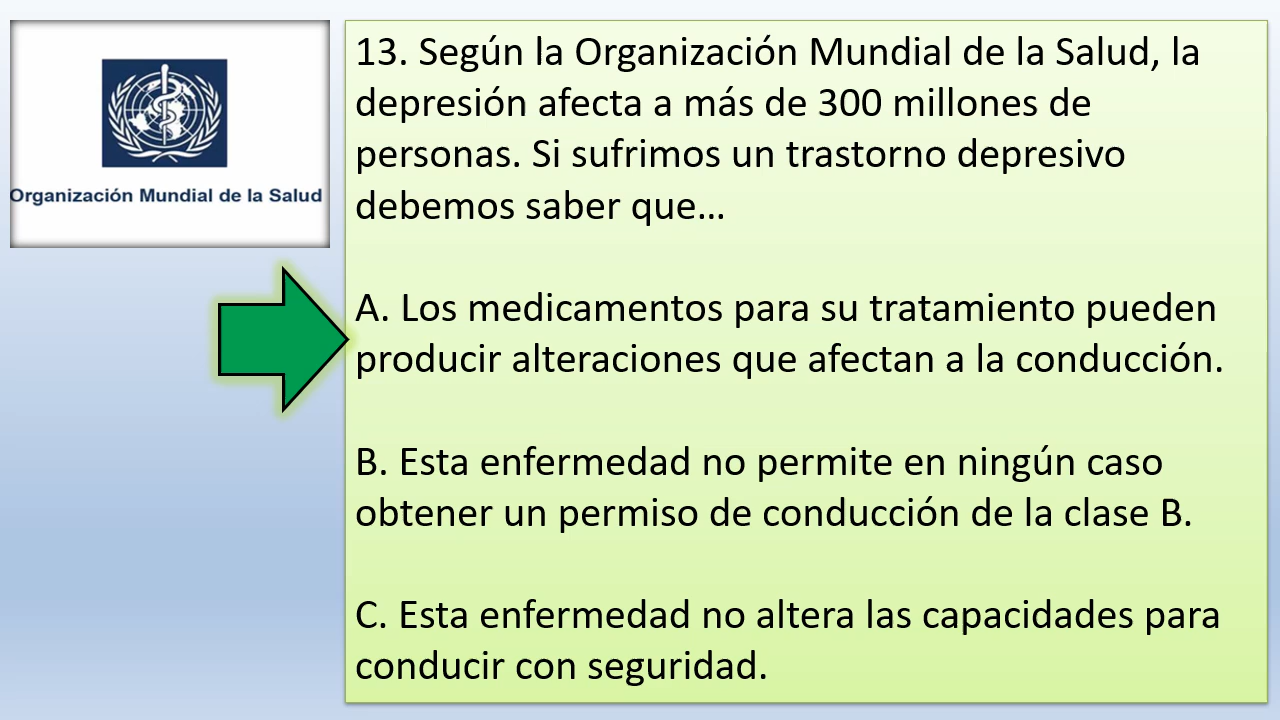 Organización Mundial de la Salud
13. Según la Organización Mundial de la Salud, la
depresión afecta a más de 300 millones de
personas. Si sufrimos un trastorno depresivo
debemos saber que…
A. Los medicamentos para su tratamiento pueden
producir alteraciones que afectan a la conducción.
B. Esta enfermedad no permite en ningún caso
obtener un permiso de conducción de la clase B.
C. Esta enfermedad no altera las capacidades para
conducir con seguridad.